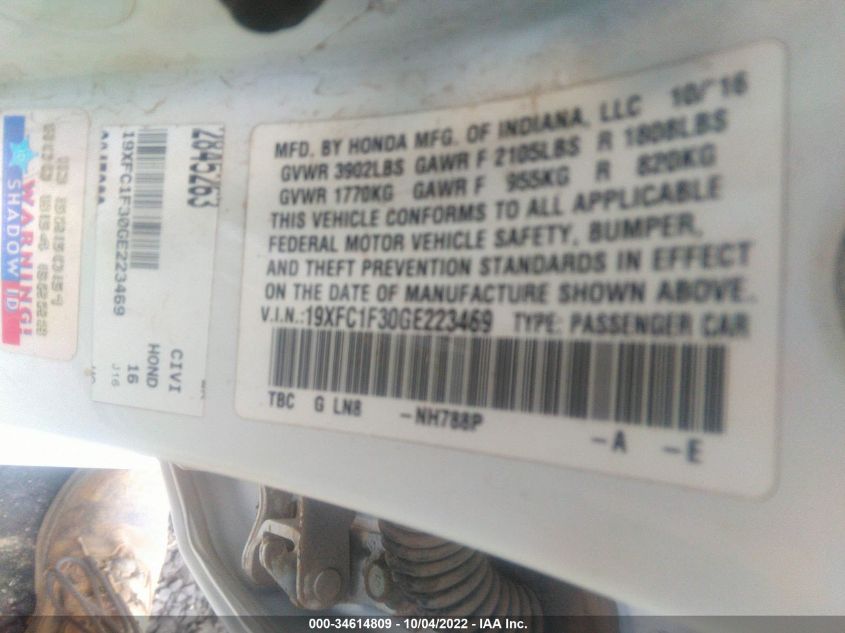 WARNING!
SHADOW ID
28415263
19XFC1F30GE223469
CIVI
HOND
16
J16
10/16
MFD. BY HONDA MFG. OF INDIANA, LLC
GVWR 3902LBS GAWR F 2105LBS R 1808LBS
GVWR 1770KG GAWR F 955KG R 820KG
THIS VEHICLE CONFORMS TO ALL APPLICABLE
FEDERAL MOTOR VEHICLE SAFETY, BUMPER,
AND THEFT PREVENTION STANDARDS IN EFFECT
ON THE DATE OF MANUFACTURE SHOWN ABOVE.
V.I.N.:19XFC1F30GE223469 TYPE: PASSENGER CAR
TBC G LN8 -NH788P -A -E
000-34614809 - 10/04/2022 - IAA Inc.